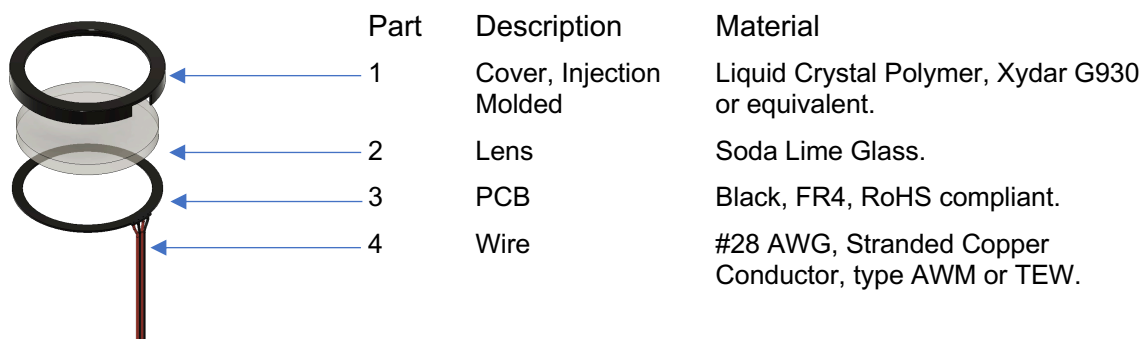 Part Description Material
1 Cover, Injection Liquid Crystal Polymer, Xydar G930
Molded or equivalent.
2 Lens Soda Lime Glass.
3 PCB Black, FR4, RoHS compliant.
4 Wire #28 AWG, Stranded Copper
Conductor, type AWM or TEW.